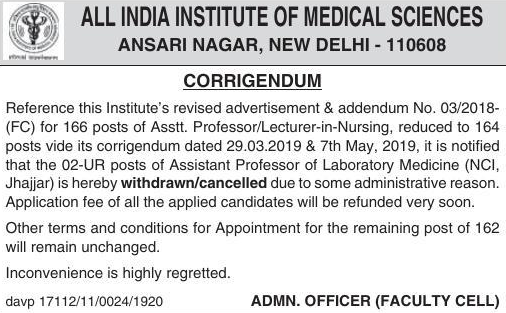 ALL INDIA INSTITUTE OF MEDICAL SCIENCES
ANSARI NAGAR, NEW DELHI - 110608
CORRIGENDUM
Reference this Institute's revised advertisement & addendum No. 03/2018-
(FC) for 166 posts of Asstt. Professor/Lecturer-in-Nursing, reduced to 164
posts vide its corrigendum dated 29.03.2019 & 7th May, 2019, it is notified
that the 02-UR posts of Assistant Professor of Laboratory Medicine (NCI,
Jhajjar) is hereby withdrawn/cancelled due to some administrative reason.
Application fee of all the applied candidates will be refunded very soon.
Other terms and conditions for Appointment for the remaining post of 162
will remain unchanged.
Inconvenience is highly regretted.
davp 17112/11/0024/1920 ADMN. OFFICER (FACULTY CELL)